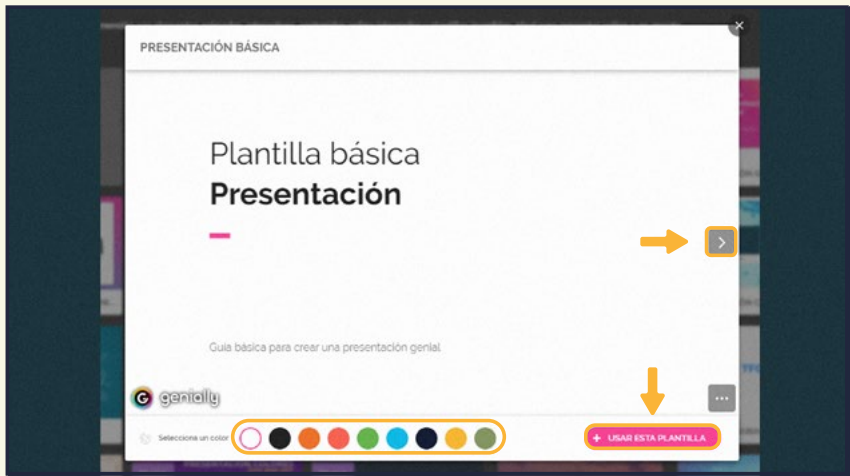 PRESENTACIÓN BÁSICA
Plantilla básica
Presentación
Guía básica para crear una presentación genial
genially
Selecciona un color
+ USAR ESTA PLANTILLA